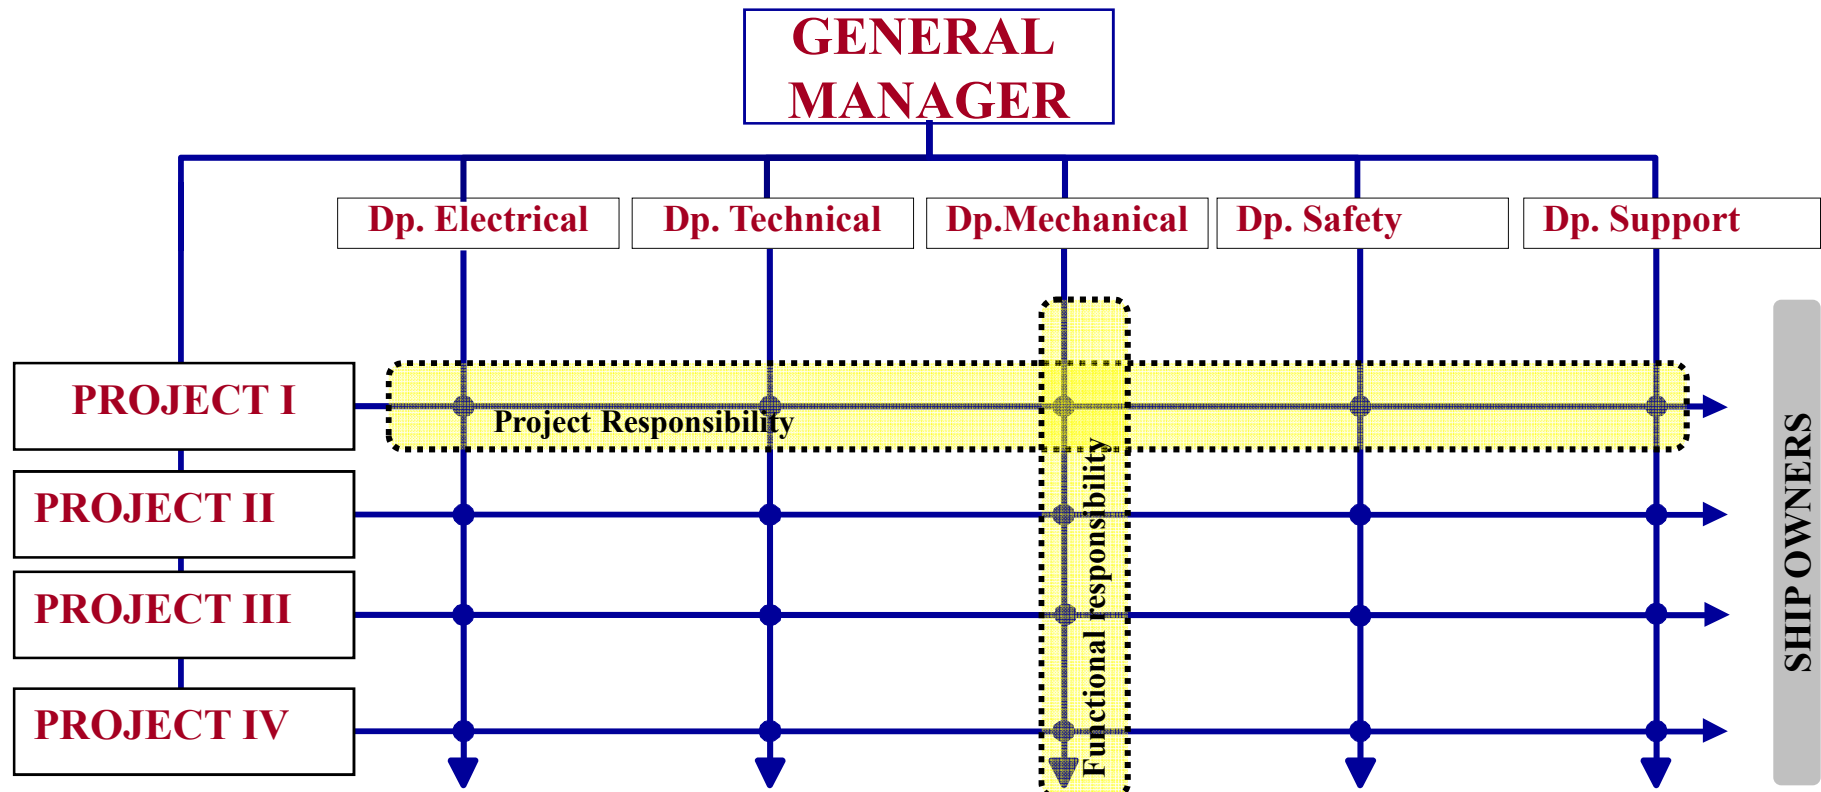 GENERAL
MANAGER
Dp. Electrical
Dp. Technical
Dp.Mechanical
Dp. Safety
Dp. Support
PROJECT I
Project Responsibility
PROJECT II
PROJECT III
PROJECT IV
Functional responsibility
SHIP OWNERS